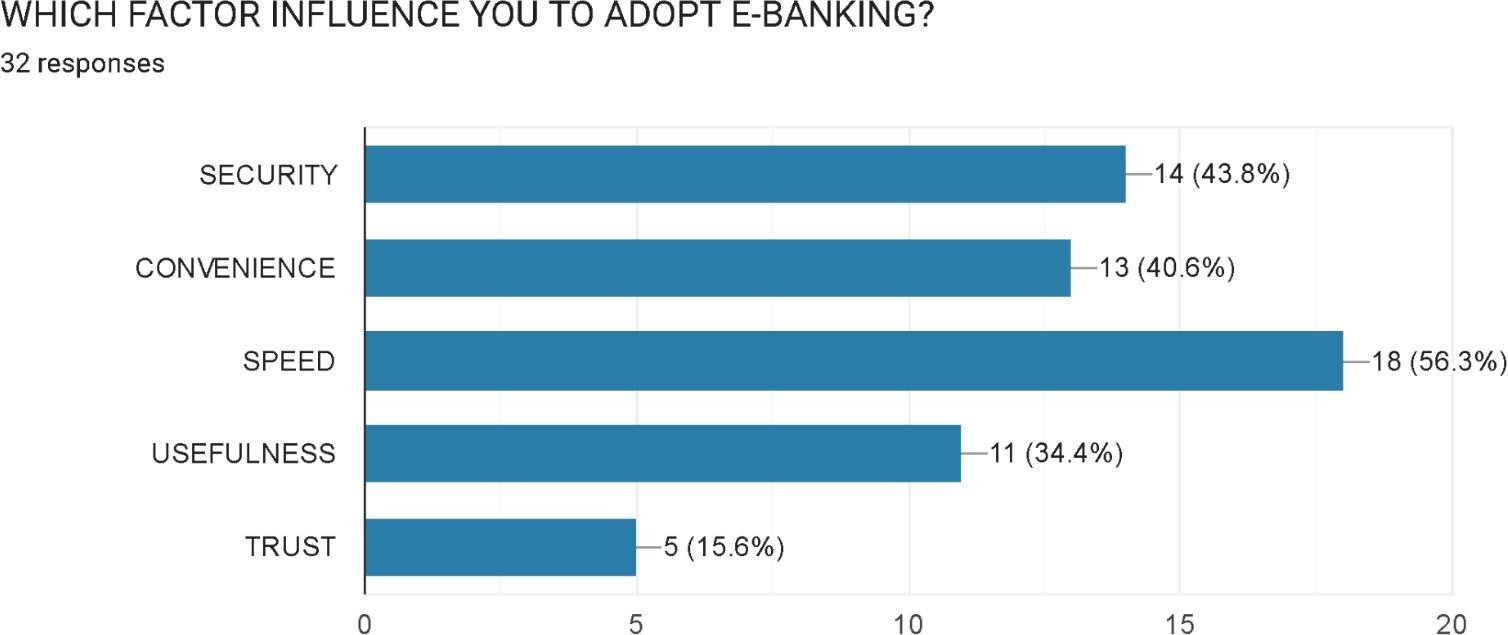 WHICH FACTOR INFLUENCE YOU TO ADOPT E-BANKING?
32 responses
SECURITY 14 (43.8%)
CONVENIENCE 13 (40.6%)
SPEED 18 (56.3%)
USEFULNESS 11 (34.4%)
TRUST 5 (15.6%)
0 5 10 15 20